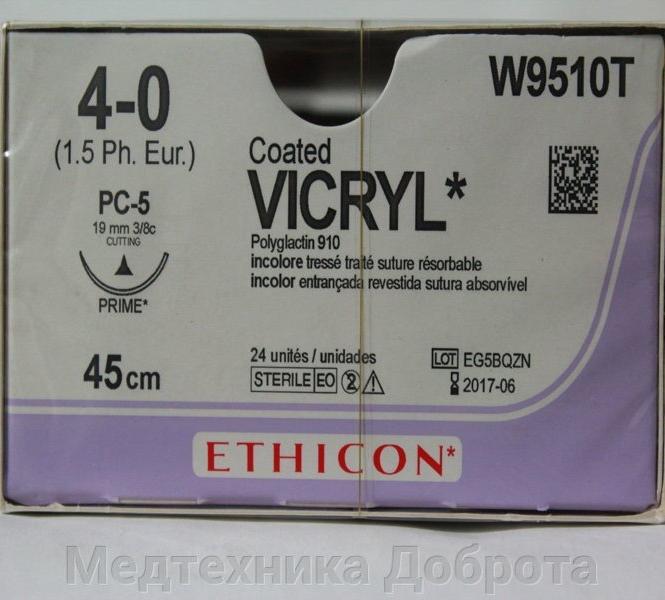 4-0
(1.5 Ph. Eur.)
PC-5
19 mm 3/8c
CUTTING
PRIME*
45cm
W9510T
Coated
VICRYL*
Polyglactin 910
incolore tressé traité suture résorbable
incolor entrançada revestida sutura absorvível
24 unités / unidades
STERILE EO 2
LOT EG5BQZN
2017-06
ETHICON*
Медтехника Доброта